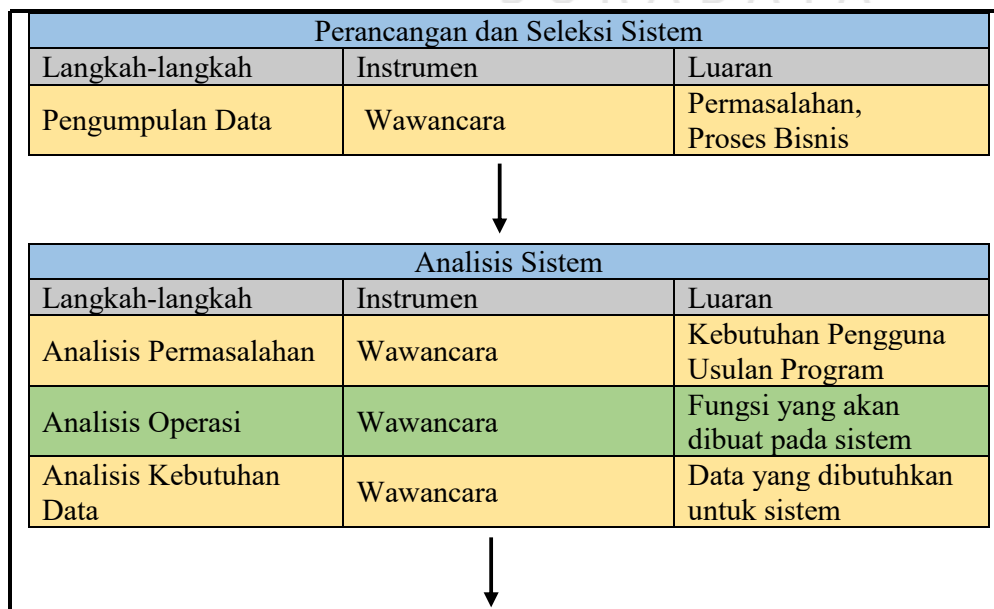 Perancangan dan Seleksi Sistem
Langkah-langkah Instrumen Luaran
Pengumpulan Data Wawancara Permasalahan,
Proses Bisnis
Analisis Sistem
Langkah-langkah Instrumen Luaran
Analisis Permasalahan Wawancara Kebutuhan Pengguna
Usulan Program
Analisis Operasi Wawancara Fungsi yang akan
dibuat pada sistem
Analisis Kebutuhan
Data Wawancara Data yang dibutuhkan
untuk sistem